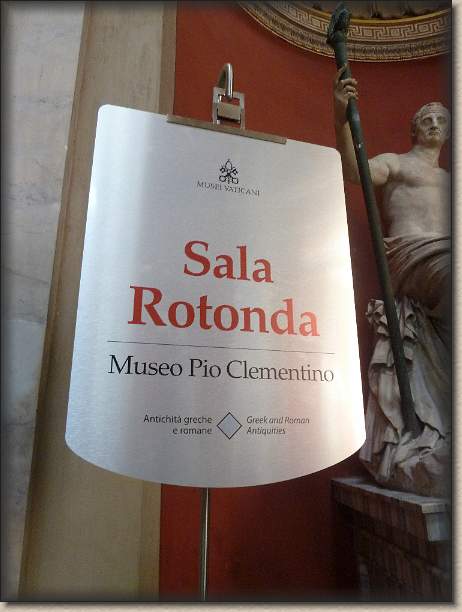 MUSEI VATICANI
Sala
Rotonda
Museo Pio Clementino
Antichità greche
e romane
Greek and Roman
Antiquities